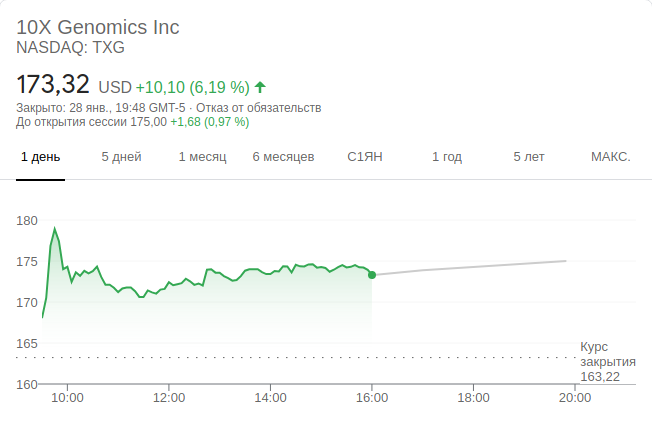 10X Genomics Inc
NASDAQ: TXG
173,32 USD +10,10 (6,19 %)
Закрыто: 28 янв., 19:48 GMT-5 · Отказ от обязательств
До открытия сессии 175,00 +1,68 (0,97 %)
1 день 5 дней 1 месяц 6 месяцев С1ЯН 1 год 5 лет МАКС.
180
175
170
165
Курс
закрытия
163,22
160
10:00 12:00 14:00 16:00 18:00 20:00